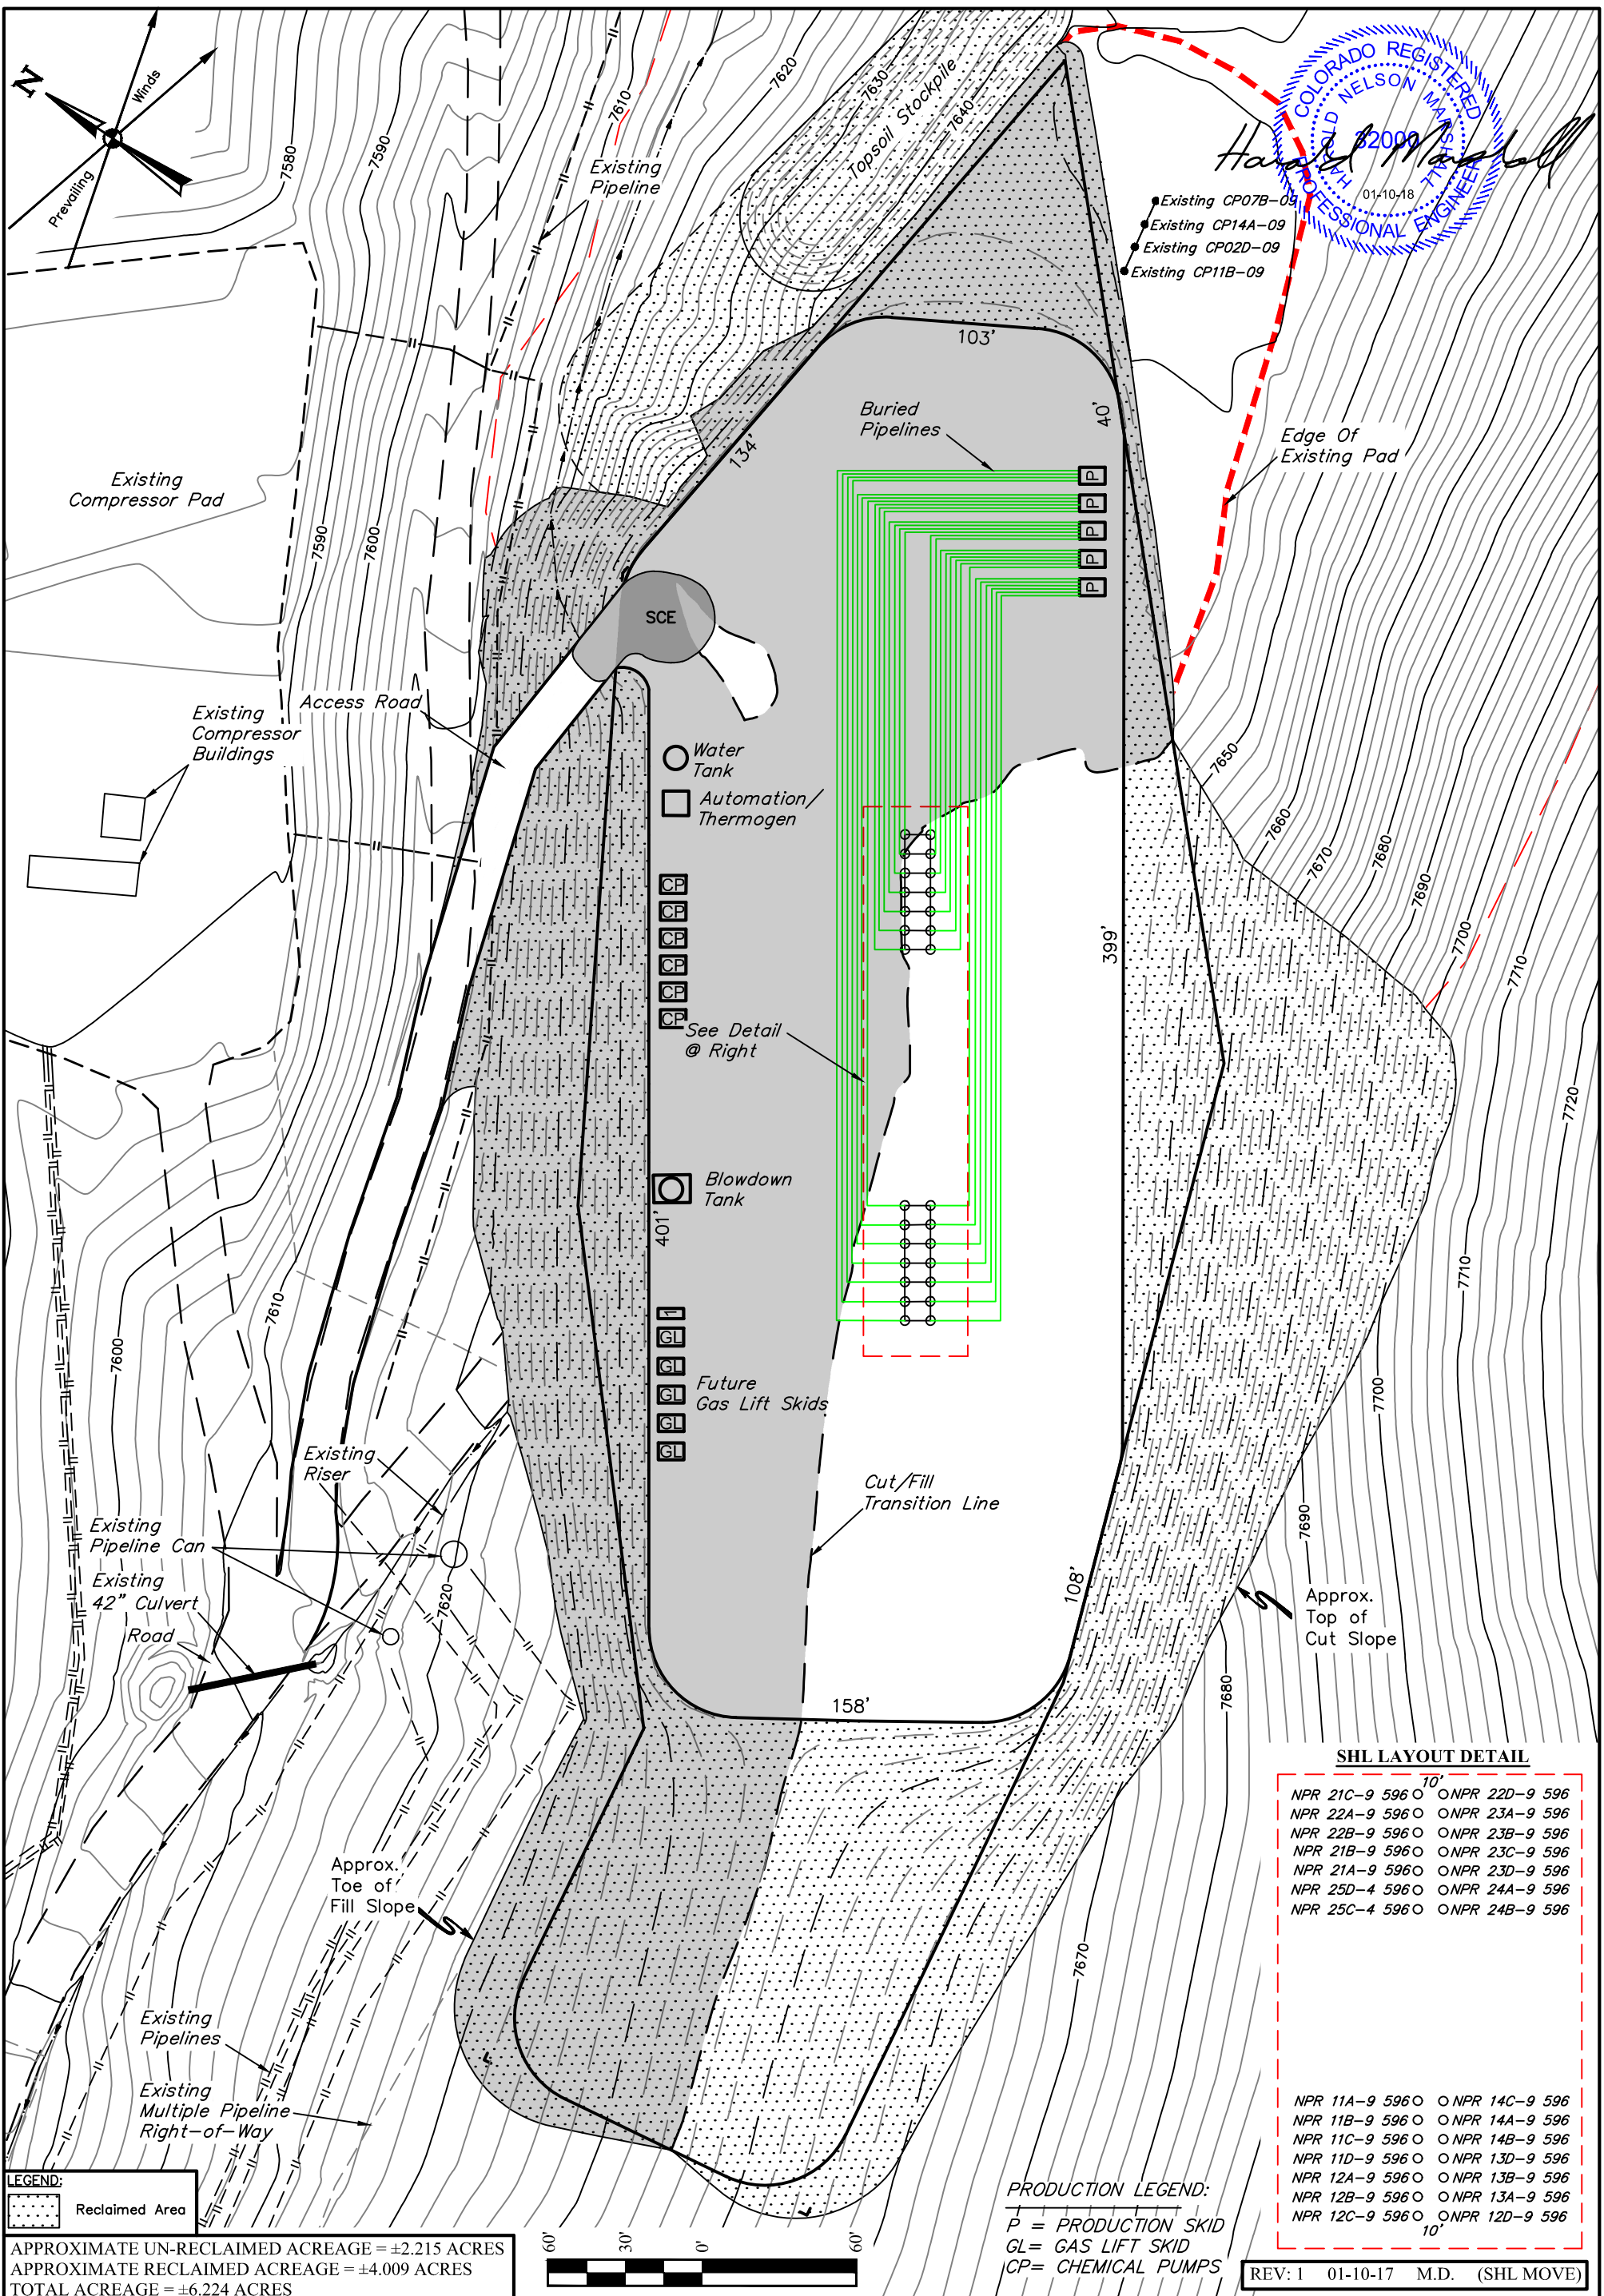 N
Winds
Prevailing
7580
7590
7610
7620
7630
7640
Topsoil Stockpile
Existing
Pipeline
COLORADO REGISTERED
HAROLD NELSON MARSHALL
32000
01-10-18
PROFESSIONAL ENGINEER
Harold Marshall
Existing CP07B-09
Existing CP14A-09
Existing CP02D-09
Existing CP11B-09
103'
40'
134'
Buried
Pipelines
Edge Of
Existing Pad
P
P
P
P
P
Existing
Compressor Pad
7590
7600
SCE
Access Road
Existing
Compressor
Buildings
Water
Tank
Automation/
Thermogen
CP
CP
CP
CP
CP
CP
See Detail
@ Right
399'
7650
7660
7670
7680
7690
7700
7710
7720
Blowdown
Tank
401'
1
GL
GL
GL
GL
GL
Future
Gas Lift Skids
7600
7610
7620
Cut/Fill
Transition Line
Existing
Riser
Existing
Pipeline Can
Existing
42" Culvert
Road
108'
158'
7710
7700
7690
7680
7670
Approx.
Top of
Cut Slope
Approx.
Toe of
Fill Slope
Existing
Pipelines
Existing
Multiple Pipeline
Right-of-Way
SHL LAYOUT DETAIL
10'
NPR 21C-9 596 NPR 22D-9 596
NPR 22A-9 596 NPR 23A-9 596
NPR 22B-9 596 NPR 23B-9 596
NPR 21B-9 596 NPR 23C-9 596
NPR 21A-9 596 NPR 23D-9 596
NPR 25D-4 596 NPR 24A-9 596
NPR 25C-4 596 NPR 24B-9 596
NPR 11A-9 596 NPR 14C-9 596
NPR 11B-9 596 NPR 14A-9 596
NPR 11C-9 596 NPR 14B-9 596
NPR 11D-9 596 NPR 13D-9 596
NPR 12A-9 596 NPR 13B-9 596
NPR 12B-9 596 NPR 13A-9 596
NPR 12C-9 596 NPR 12D-9 596
10'
LEGEND:
Reclaimed Area
APPROXIMATE UN-RECLAIMED ACREAGE = ±2.215 ACRES
APPROXIMATE RECLAIMED ACREAGE = ±4.009 ACRES
TOTAL ACREAGE = ±6.224 ACRES
60'
30'
0'
60'
PRODUCTION LEGEND:
P = PRODUCTION SKID
GL= GAS LIFT SKID
CP= CHEMICAL PUMPS
REV: 1 01-10-17 M.D. (SHL MOVE)